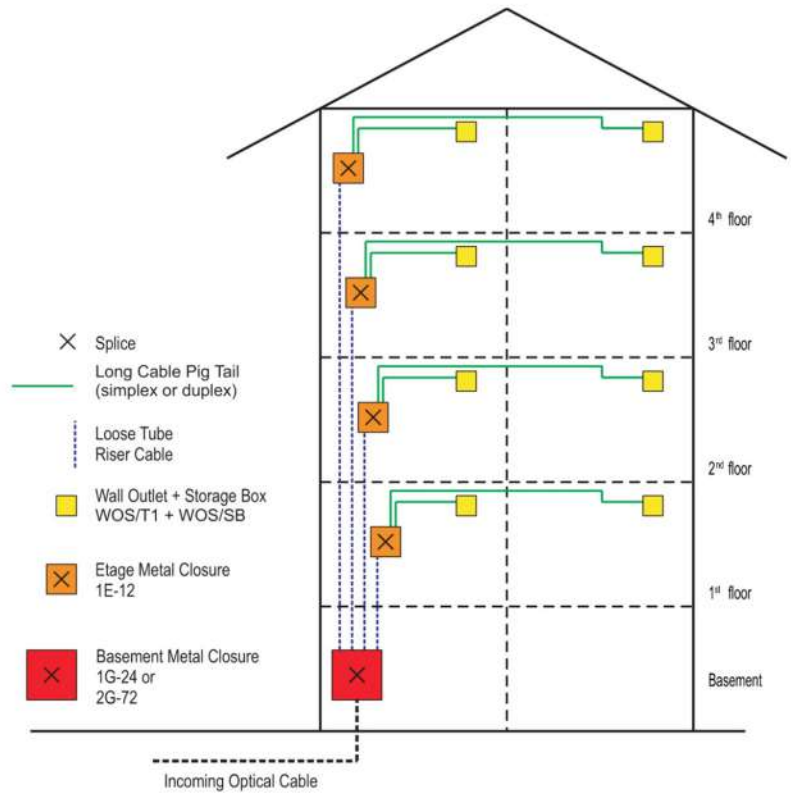 4th floor
3rd floor
Splice
Long Cable Pig Tail
(simplex or duplex)
Loose Tube
Riser Cable
2nd floor
Wall Outlet + Storage Box
WOS/T1 + WOS/SB
Etage Metal Closure
1E-12
1st floor
Basement Metal Closure
1G-24 or
2G-72
Basement
Incoming Optical Cable